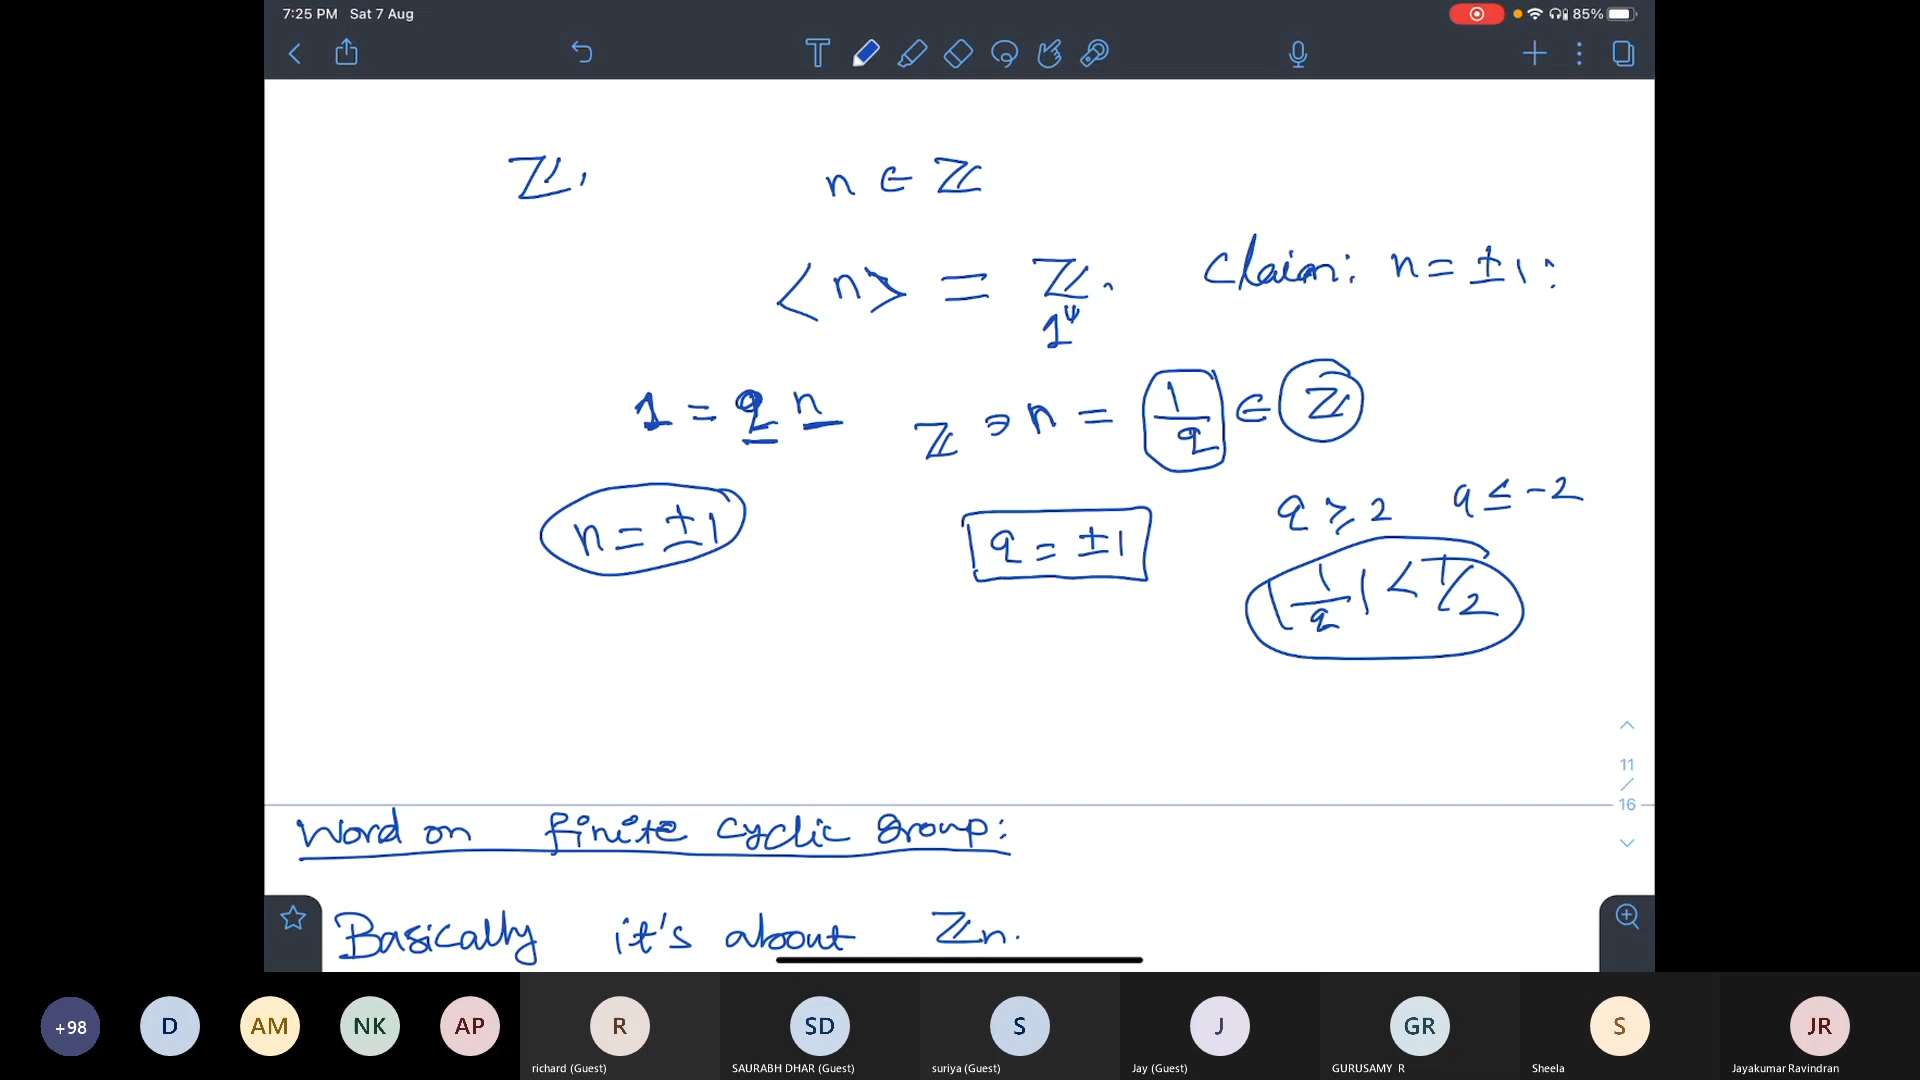 7:25 PM Sat 7 Aug 85%
ℤ, n ∈ ℤ
<n> = ℤ. Claim: n = ±1:
1
1 = q n ℤ ∋ n = 1/q ∈ ℤ
q ≥ 2 q ≤ -2
n = ±1 q = ±1
|1/q| < 1/2
11
/
16
Word on finite cyclic group:
Basically it's about ℤn.
+98 D AM NK AP R SD S J GR S JR
richard (Guest) SAURABH DHAR (Guest) suriya (Guest) Jay (Guest) GURUSAMY R Sheela Jayakumar Ravindran